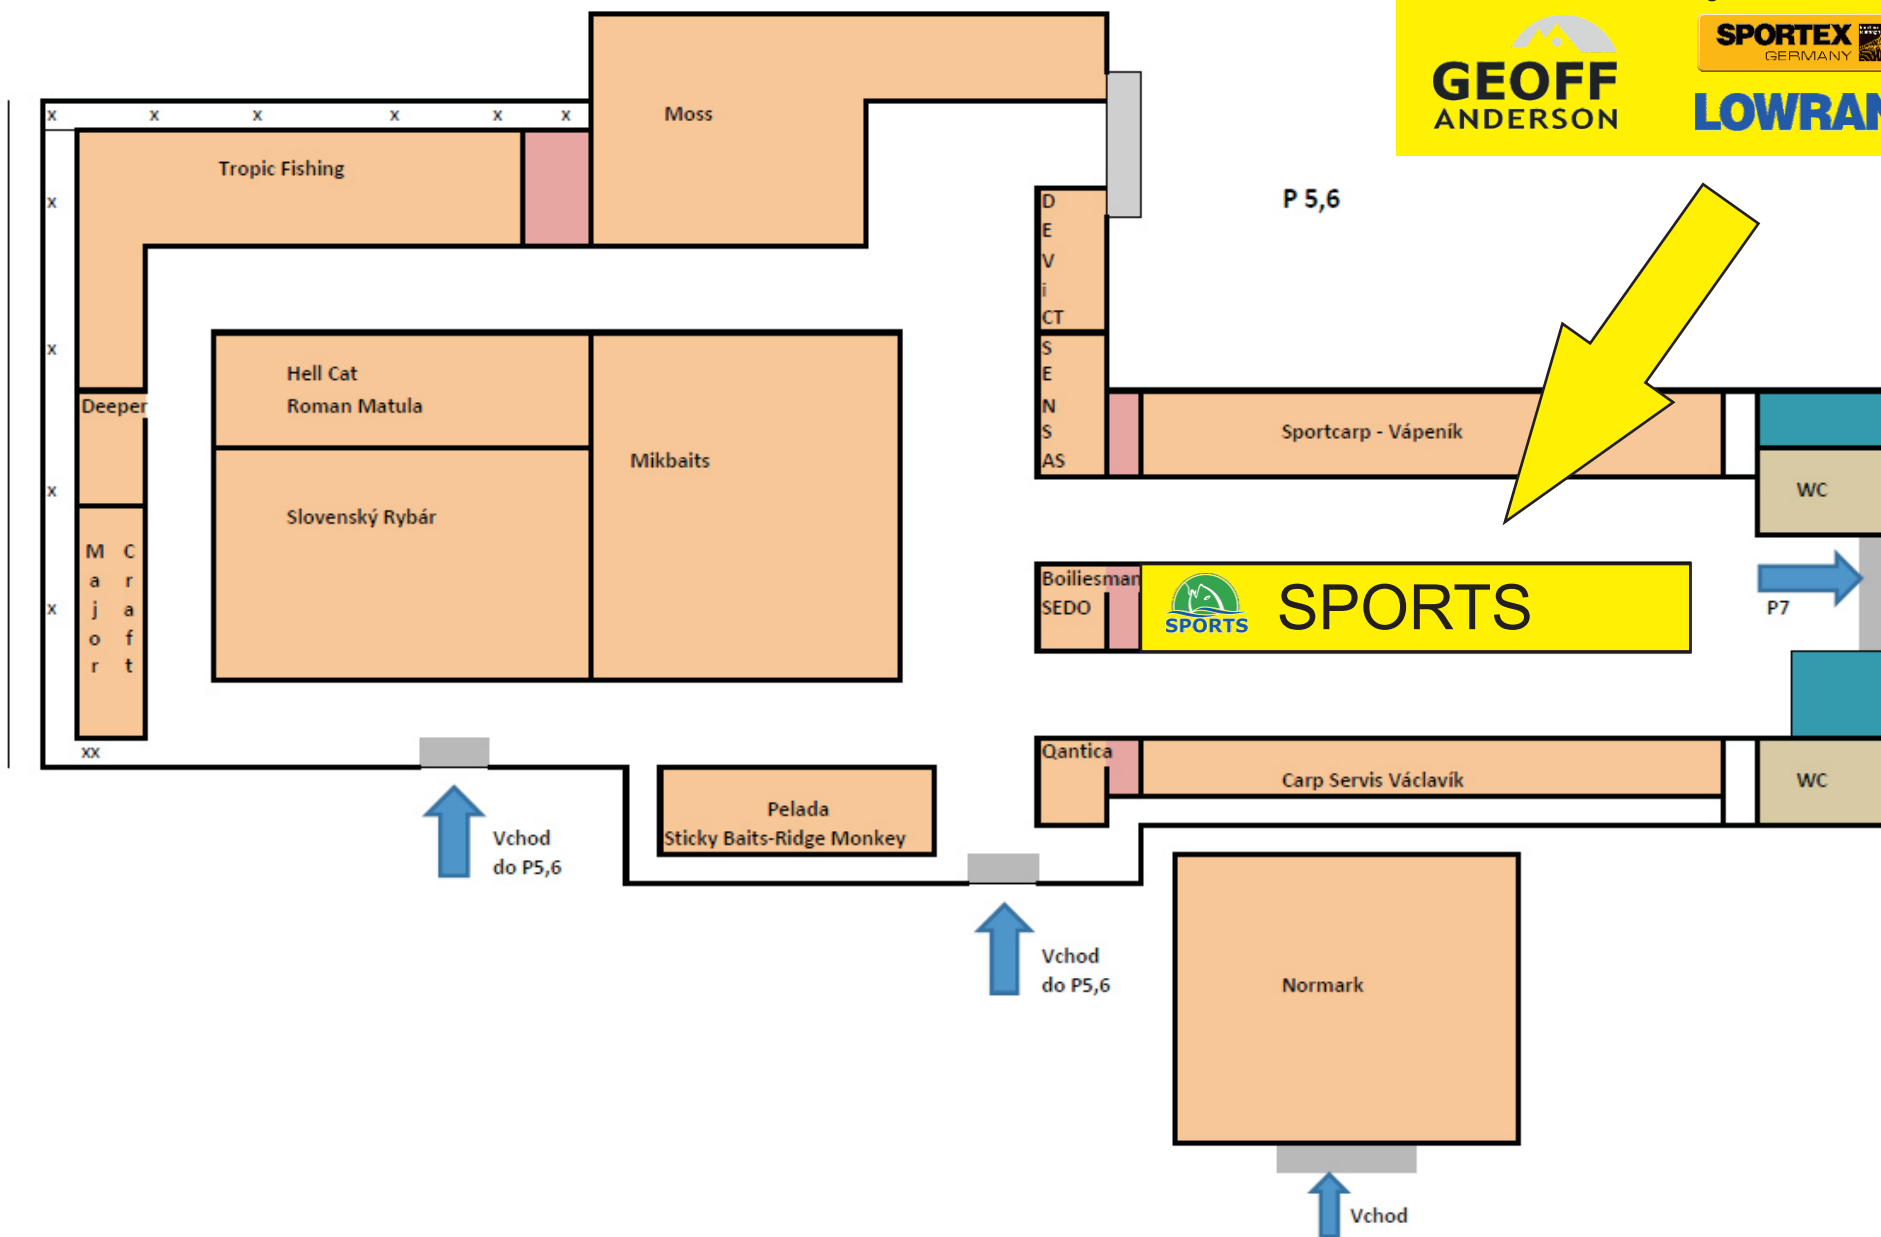 SPORTEX
GERMANY
GEOFF
ANDERSON
LOWRAN
x x x x x x
Moss
Tropic Fishing
x
D
E
V
i
CT
P 5,6
x
S
E
N
S
AS
Hell Cat
Roman Matula
Deeper
Mikbaits
Sportcarp - Vápeník
x
WC
Slovenský Rybár
M C
a r
j a
o f
r t
x
Boiliesman
SEDO
SPORTS
SPORTS
P7
xx
Qantica
Carp Servis Václavík
WC
Pelada
Sticky Baits-Ridge Monkey
Vchod
do P5,6
Vchod
do P5,6
Normark
Vchod